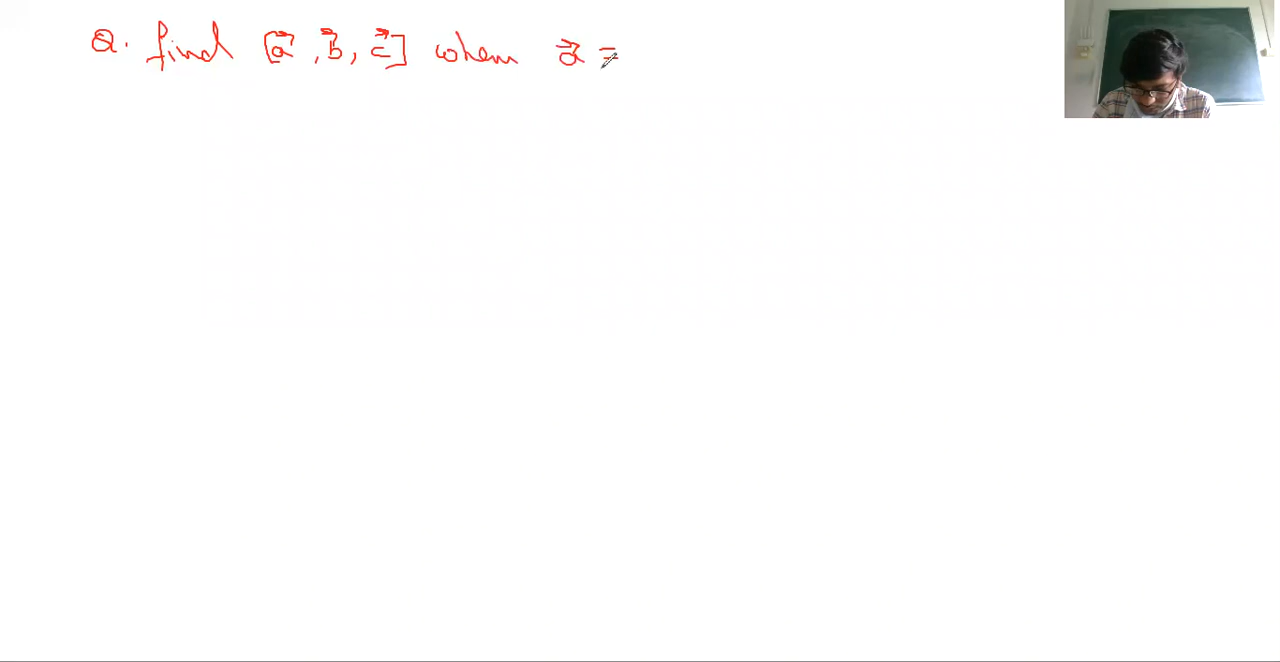 Q. find [a⃗, b⃗, c⃗] when a⃗ =